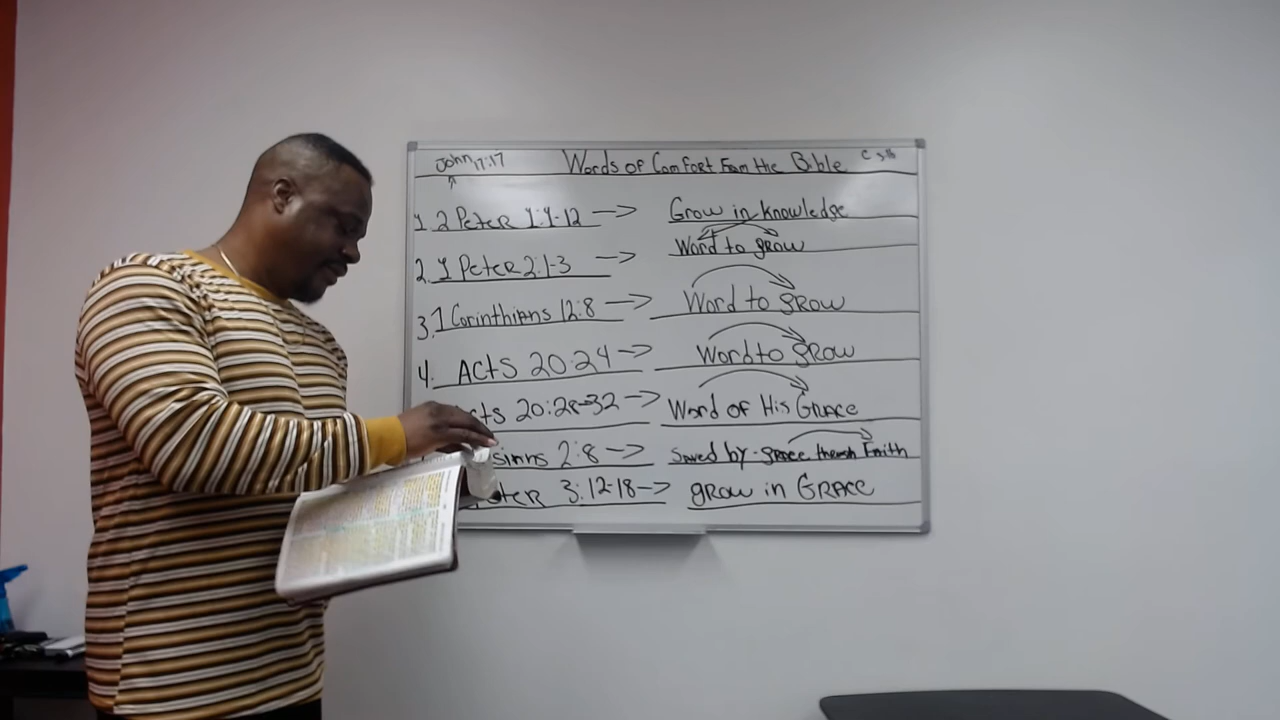 John 17:17 Words of Comfort From the Bible
1. 2 Peter 1:1-12 → Grow in knowledge
2. 1 Peter 2:1-3 → Word to grow
3. 1 Corinthians 12:8 → Word to grow
4. Acts 20:24 → Word to grow
cts 20:28-32 → Word of His Grace
sians 2:8 → Saved by grace through Faith
eter 3:12-18 → grow in Grace